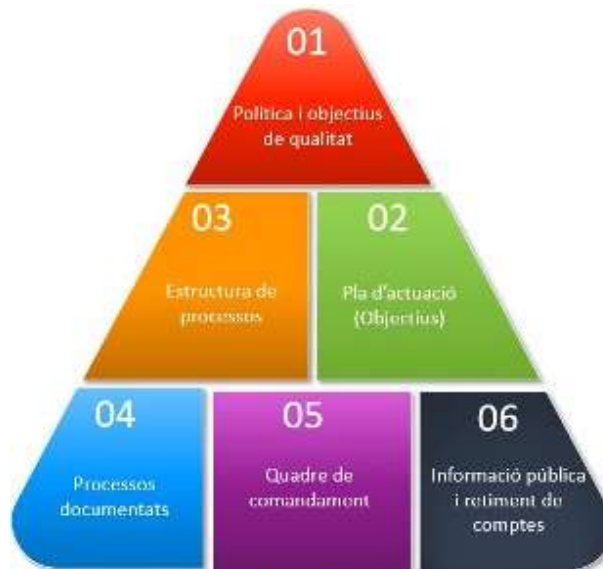 01
Política i objectius
de qualitat
03
Estructura de
processos
02
Pla d'actuació
(Objectius)
04
Processos
documentats
05
Quadre de
comandament
06
Informació pública
i retiment de
comptes